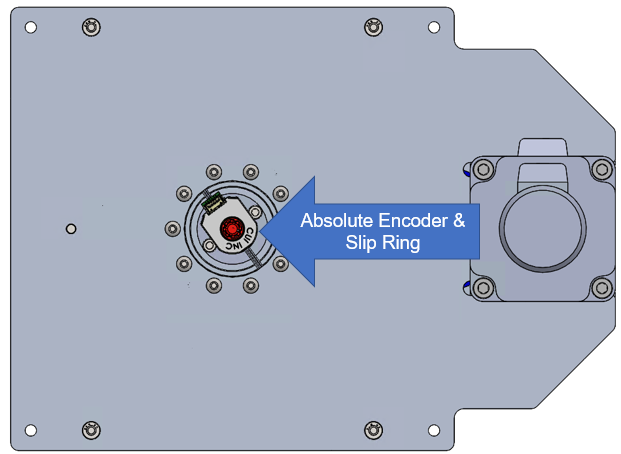 Absolute Encoder &
Slip Ring
CUI INC